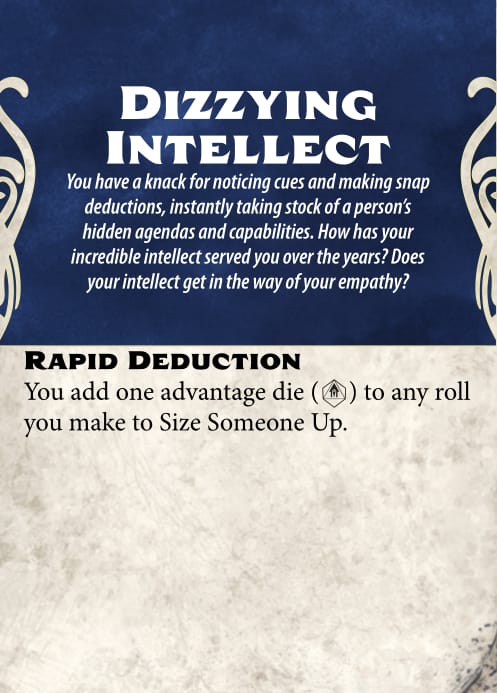 DIZZYING
INTELLECT
You have a knack for noticing cues and making snap
deductions, instantly taking stock of a person’s
hidden agendas and capabilities. How has your
incredible intellect served you over the years? Does
your intellect get in the way of your empathy?
RAPID DEDUCTION
You add one advantage die ( ) to any roll
you make to Size Someone Up.